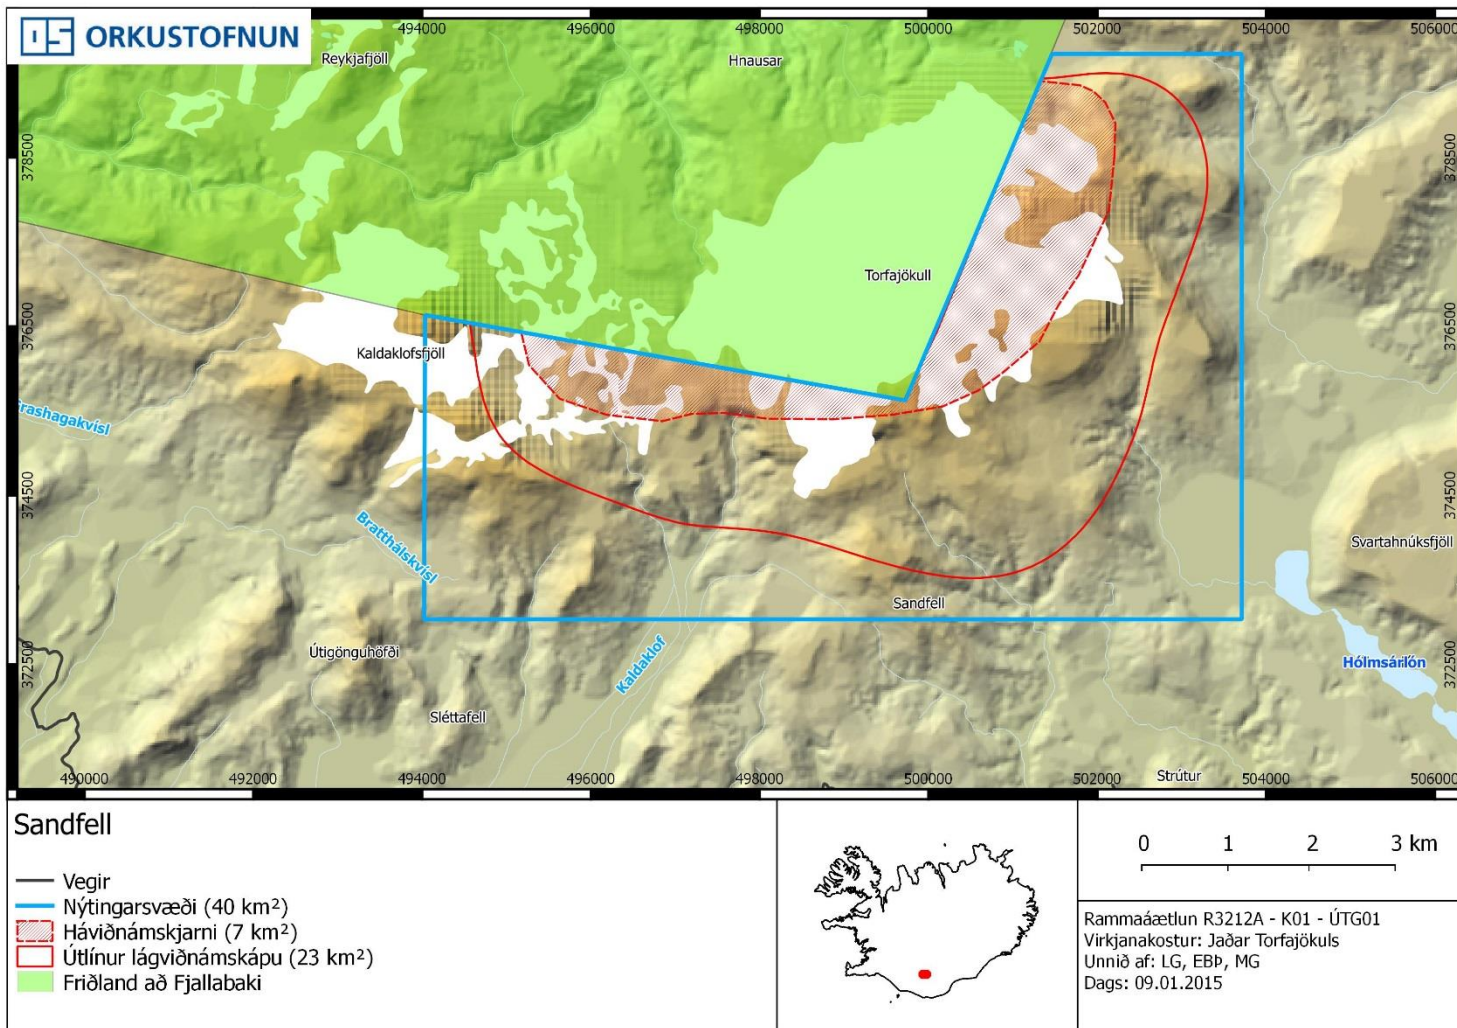 OS ORKUSTOFNUN
494000 496000 498000 500000 502000 504000 506000
Reykjafjöll
Hnausar
378500
378500
Torfajökull
376500
376500
Kaldaklofsfjöll
Grashagakvísl
374500
374500
Bratthálskvísl
Svartahnúksfjöll
Sandfell
Útigönguhöfði
Kaldaklof
372500
372500
Hólmsárlón
Sléttafell
Strútur
490000 492000 494000 496000 498000 500000 502000 504000 506000
Sandfell
Vegir
Nýtingarsvæði (40 km²)
Háviðnámskjarni (7 km²)
Útlínur lágviðnámskápu (23 km²)
Friðland að Fjallabaki
0 1 2 3 km
Rammaáætlun R3212A - K01 - ÚTG01
Virkjanakostur: Jaðar Torfajökuls
Unnið af: LG, EBÞ, MG
Dags: 09.01.2015